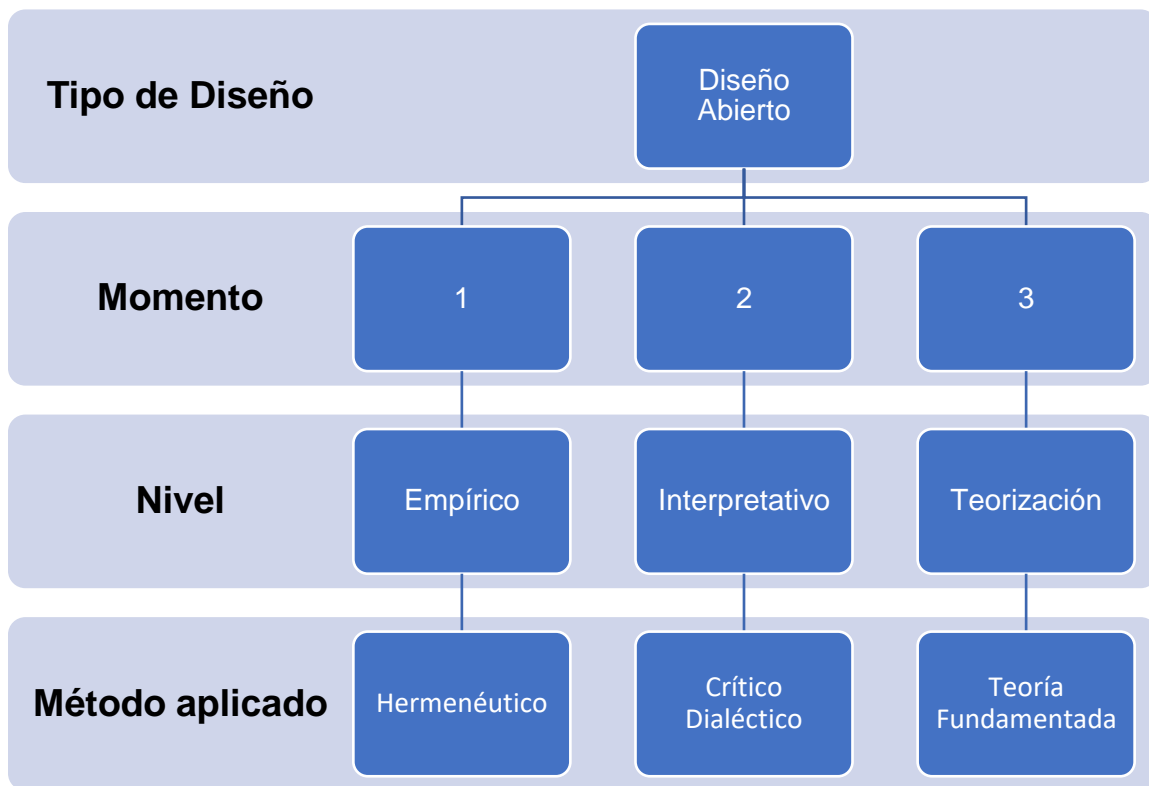 Tipo de Diseño
Diseño
Abierto
Momento
1
2
3
Nivel
Empírico
Interpretativo
Teorización
Método aplicado
Hermenéutico
Crítico
Dialéctico
Teoría
Fundamentada